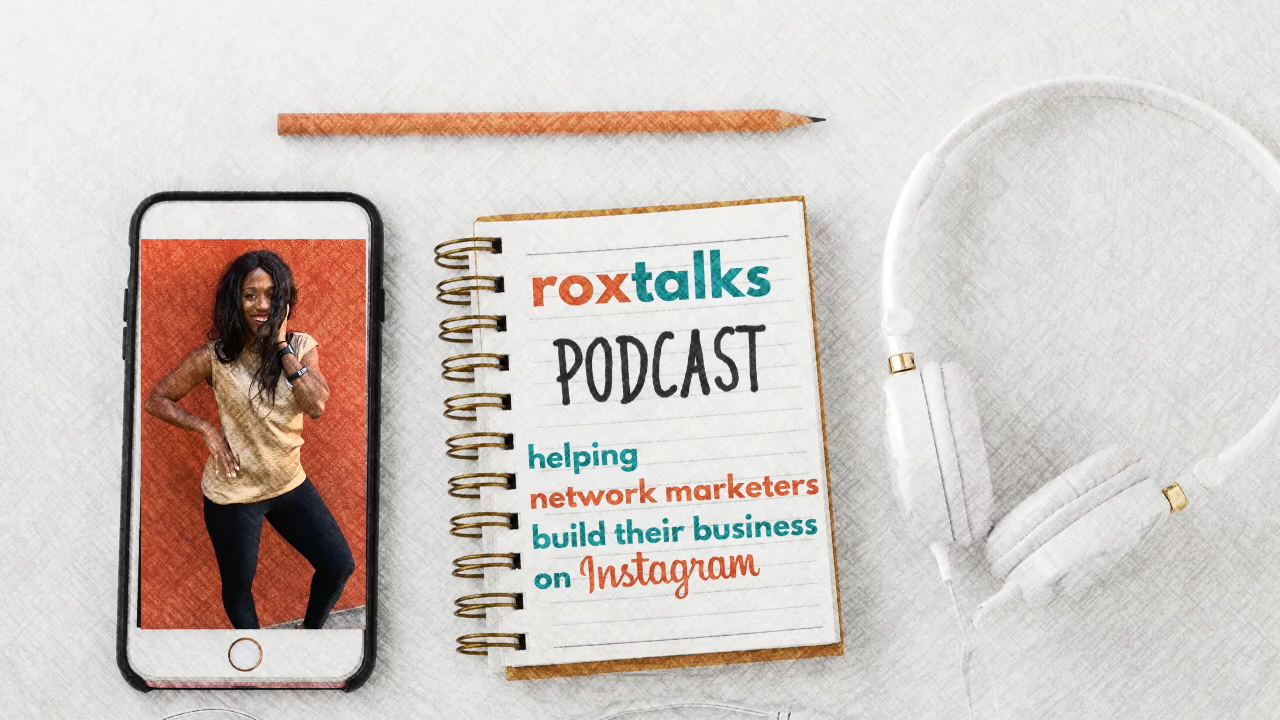 roxtalks
PODCAST
helping
network marketers
build their business
on Instagram